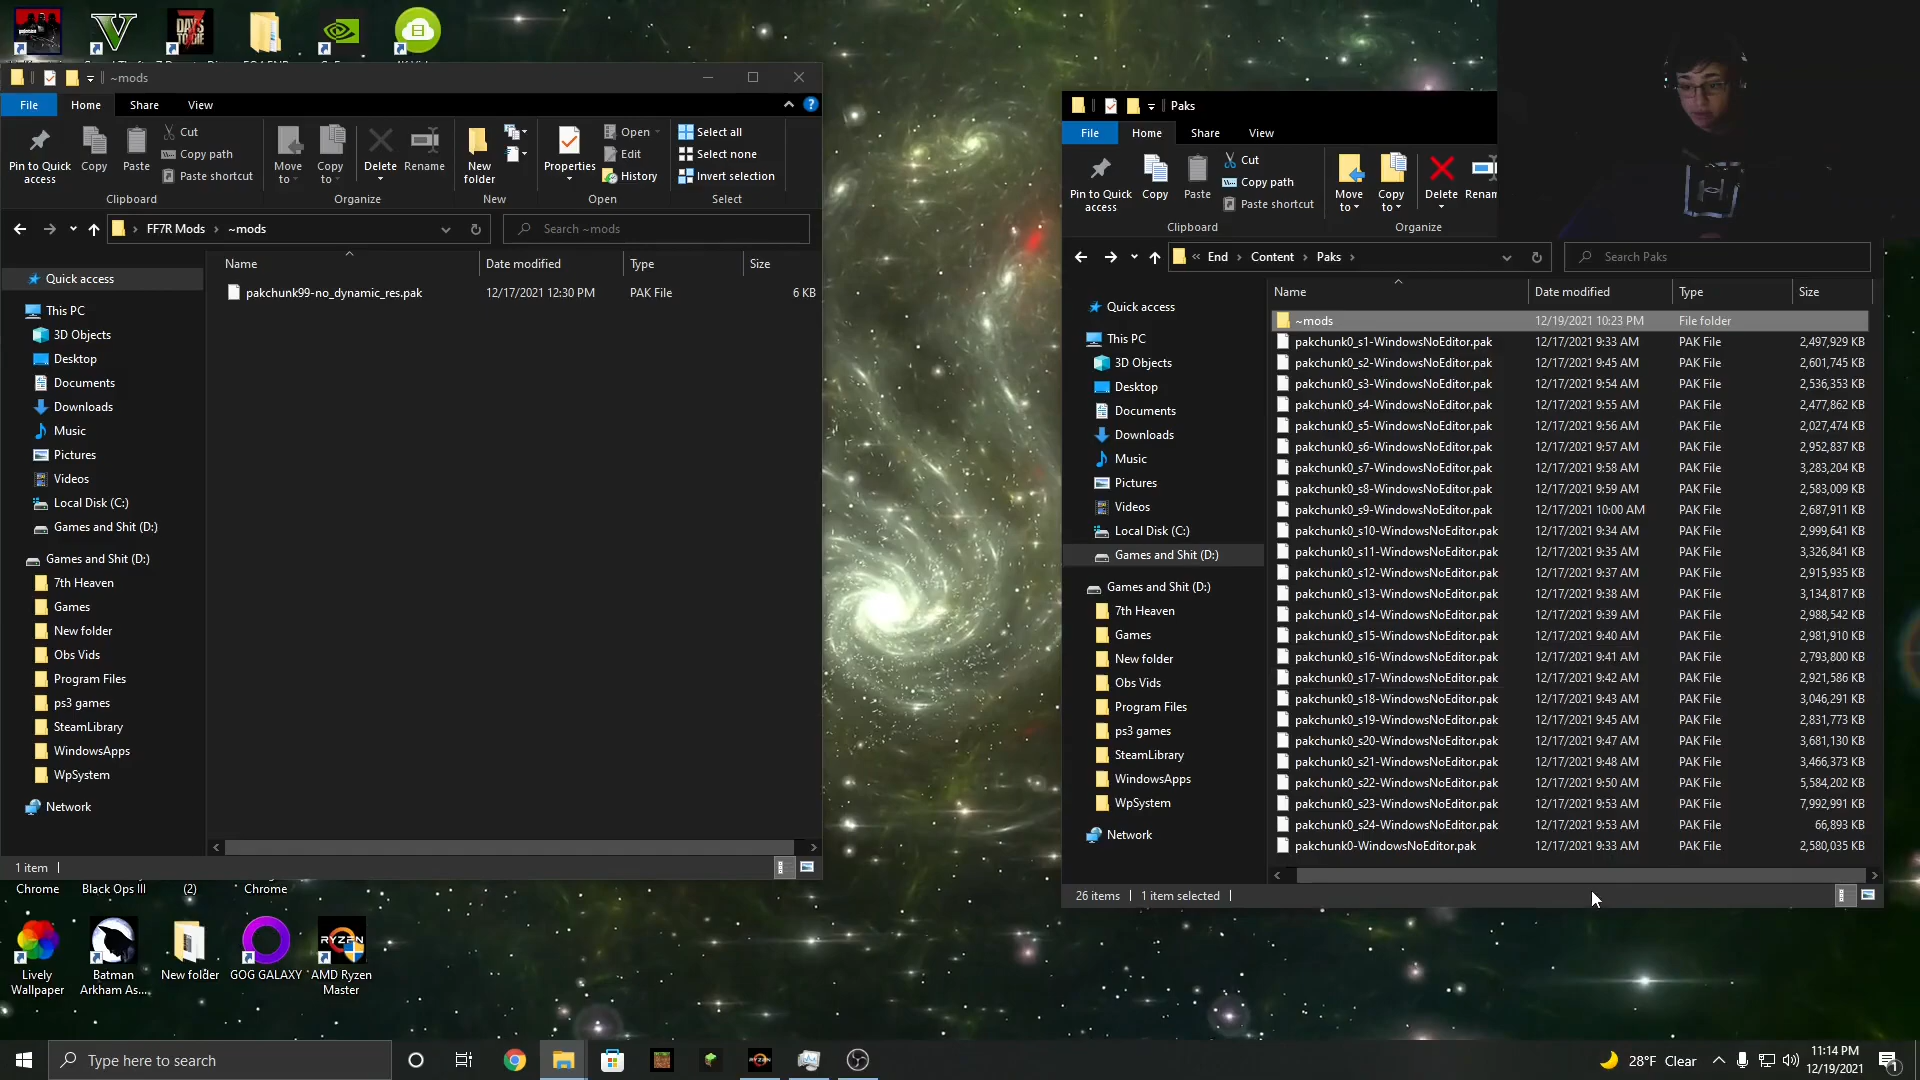 ~mods
File
Home
Share
View
Pin to Quick access
Copy
Paste
Cut
Copy path
Paste shortcut
Clipboard
Move to
Copy to
Delete
Rename
Organize
New folder
New
Properties
Open
Edit
History
Open
Select all
Select none
Invert selection
Select
FF7R Mods > ~mods
Search ~mods
Name Date modified Type Size
pakchunk99-no_dynamic_res.pak 12/17/2021 12:30 PM PAK File 6 KB
Quick access
This PC
3D Objects
Desktop
Documents
Downloads
Music
Pictures
Videos
Local Disk (C:)
Games and Shit (D:)
Games and Shit (D:)
7th Heaven
Games
New folder
Obs Vids
Program Files
ps3 games
SteamLibrary
WindowsApps
WpSystem
Network
1 item
Paks
File
Home
Share
View
Pin to Quick access
Copy
Paste
Cut
Copy path
Paste shortcut
Clipboard
Move to
Copy to
Delete
Renam
Organize
« End > Content > Paks >
Search Paks
Quick access
This PC
3D Objects
Desktop
Documents
Downloads
Music
Pictures
Videos
Local Disk (C:)
Games and Shit (D:)
Games and Shit (D:)
7th Heaven
Games
New folder
Obs Vids
Program Files
ps3 games
SteamLibrary
WindowsApps
WpSystem
Network
Name Date modified Type Size
~mods 12/19/2021 10:23 PM File folder
pakchunk0_s1-WindowsNoEditor.pak 12/17/2021 9:33 AM PAK File 2,497,929 KB
pakchunk0_s2-WindowsNoEditor.pak 12/17/2021 9:45 AM PAK File 2,601,745 KB
pakchunk0_s3-WindowsNoEditor.pak 12/17/2021 9:54 AM PAK File 2,536,353 KB
pakchunk0_s4-WindowsNoEditor.pak 12/17/2021 9:55 AM PAK File 2,477,862 KB
pakchunk0_s5-WindowsNoEditor.pak 12/17/2021 9:56 AM PAK File 2,027,474 KB
pakchunk0_s6-WindowsNoEditor.pak 12/17/2021 9:57 AM PAK File 2,952,837 KB
pakchunk0_s7-WindowsNoEditor.pak 12/17/2021 9:58 AM PAK File 3,283,204 KB
pakchunk0_s8-WindowsNoEditor.pak 12/17/2021 9:59 AM PAK File 2,583,009 KB
pakchunk0_s9-WindowsNoEditor.pak 12/17/2021 10:00 AM PAK File 2,687,911 KB
pakchunk0_s10-WindowsNoEditor.pak 12/17/2021 9:34 AM PAK File 2,999,641 KB
pakchunk0_s11-WindowsNoEditor.pak 12/17/2021 9:35 AM PAK File 3,326,841 KB
pakchunk0_s12-WindowsNoEditor.pak 12/17/2021 9:37 AM PAK File 2,915,935 KB
pakchunk0_s13-WindowsNoEditor.pak 12/17/2021 9:38 AM PAK File 3,134,817 KB
pakchunk0_s14-WindowsNoEditor.pak 12/17/2021 9:39 AM PAK File 2,988,542 KB
pakchunk0_s15-WindowsNoEditor.pak 12/17/2021 9:40 AM PAK File 2,981,910 KB
pakchunk0_s16-WindowsNoEditor.pak 12/17/2021 9:41 AM PAK File 2,793,800 KB
pakchunk0_s17-WindowsNoEditor.pak 12/17/2021 9:42 AM PAK File 2,921,586 KB
pakchunk0_s18-WindowsNoEditor.pak 12/17/2021 9:43 AM PAK File 3,046,291 KB
pakchunk0_s19-WindowsNoEditor.pak 12/17/2021 9:45 AM PAK File 2,831,773 KB
pakchunk0_s20-WindowsNoEditor.pak 12/17/2021 9:47 AM PAK File 3,681,130 KB
pakchunk0_s21-WindowsNoEditor.pak 12/17/2021 9:48 AM PAK File 3,466,373 KB
pakchunk0_s22-WindowsNoEditor.pak 12/17/2021 9:50 AM PAK File 5,584,202 KB
pakchunk0_s23-WindowsNoEditor.pak 12/17/2021 9:53 AM PAK File 7,992,991 KB
pakchunk0_s24-WindowsNoEditor.pak 12/17/2021 9:53 AM PAK File 66,893 KB
pakchunk0-WindowsNoEditor.pak 12/17/2021 9:33 AM PAK File 2,580,035 KB
26 items
1 item selected
Chrome
Black Ops III
(2)
Chrome
Lively Wallpaper
Batman Arkham As...
New folder
GOG GALAXY
RYZEN
AMD Ryzen Master
Type here to search
28°F Clear
11:14 PM
12/19/2021
1